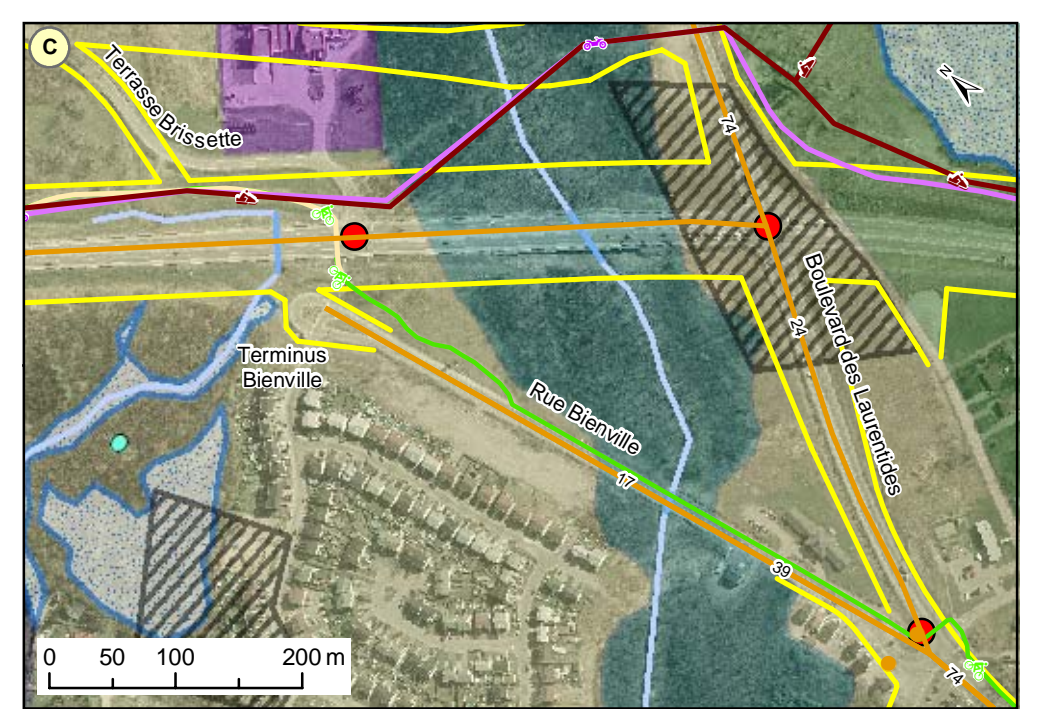 C
Terrasse Brissette
N
74
24
Boulevard des Laurentides
Terminus
Bienville
Rue Bienville
17
39
74
0 50 100 200 m